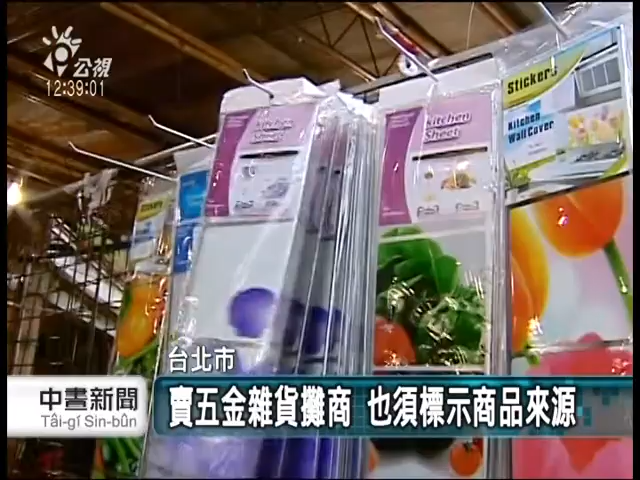 公視
12:39:01
Stickers
Kitchen
Wall Cover
kitchen
Sheet
kitchen
Sheet
Stickers
台北市
中晝新聞
Tâi-gí Sin-bûn
賣五金雜貨攤商 也須標示商品來源